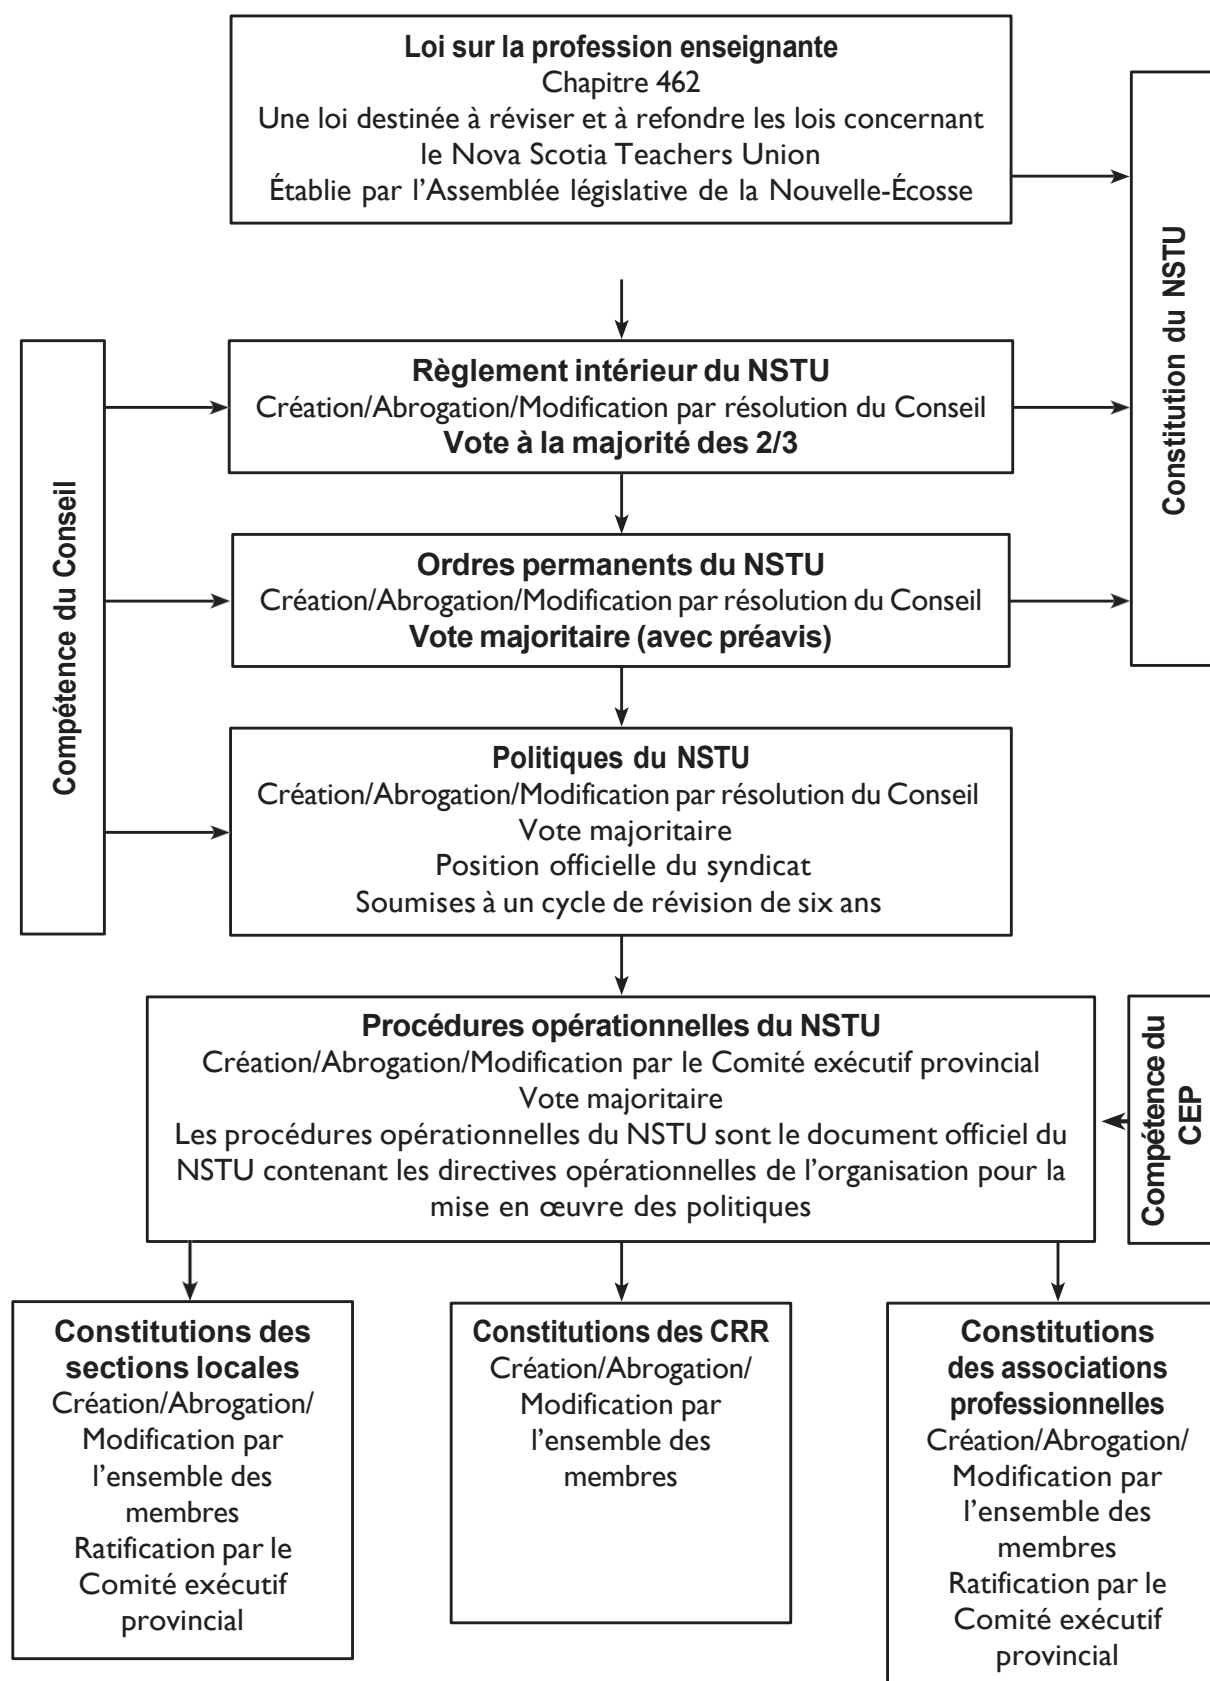 Loi sur la profession enseignante
Chapitre 462
Une loi destinée à réviser et à refondre les lois concernant
le Nova Scotia Teachers Union
Établie par l'Assemblée législative de la Nouvelle-Écosse
Constitution du NSTU
Compétence du Conseil
Règlement intérieur du NSTU
Création/Abrogation/Modification par résolution du Conseil
Vote à la majorité des 2/3
Ordres permanents du NSTU
Création/Abrogation/Modification par résolution du Conseil
Vote majoritaire (avec préavis)
Politiques du NSTU
Création/Abrogation/Modification par résolution du Conseil
Vote majoritaire
Position officielle du syndicat
Soumises à un cycle de révision de six ans
Procédures opérationnelles du NSTU
Création/Abrogation/Modification par le Comité exécutif provincial
Vote majoritaire
Les procédures opérationnelles du NSTU sont le document officiel du
NSTU contenant les directives opérationnelles de l'organisation pour la
mise en œuvre des politiques
Compétence du
CEP
Constitutions des
sections locales
Création/Abrogation/
Modification par
l'ensemble des
membres
Ratification par le
Comité exécutif
provincial
Constitutions des CRR
Création/Abrogation/
Modification par
l'ensemble des
membres
Constitutions
des associations
professionnelles
Création/Abrogation/
Modification par
l'ensemble des
membres
Ratification par le
Comité exécutif
provincial